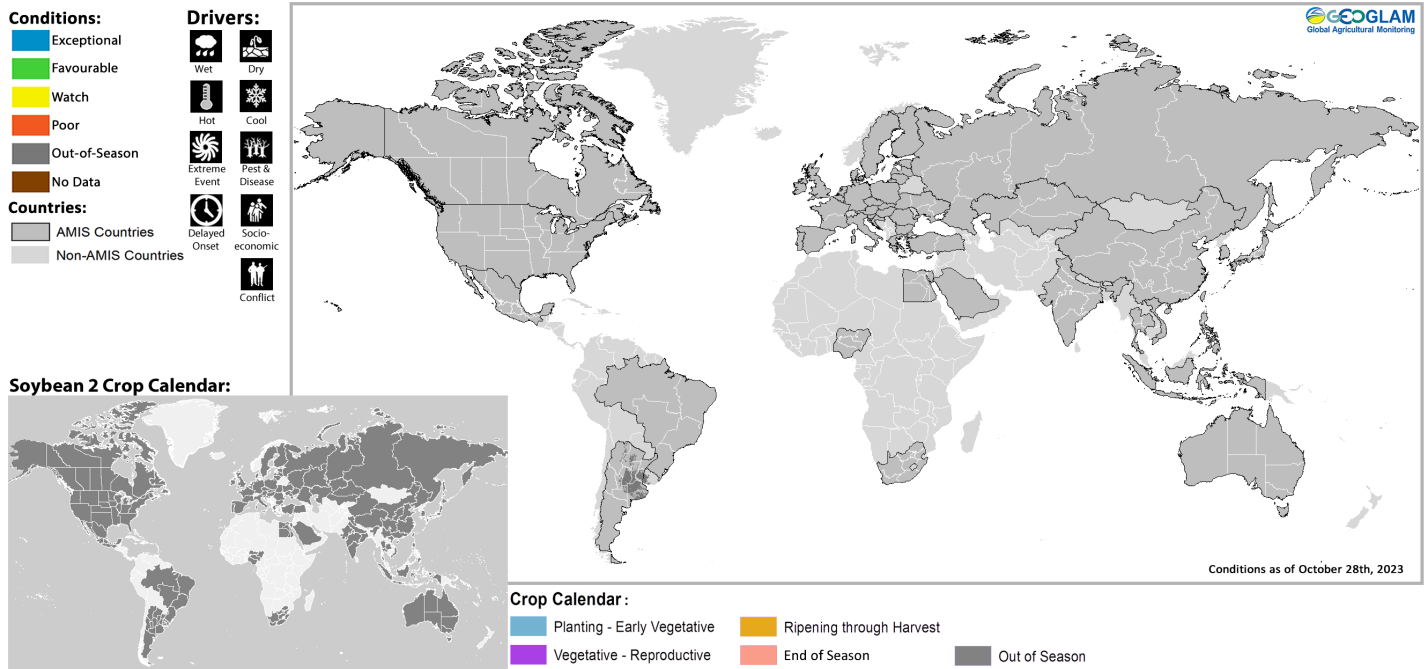 Conditions:
Exceptional
Favourable
Watch
Poor
Out-of-Season
No Data
Countries:
AMIS Countries
Non-AMIS Countries
Drivers:
Wet
Dry
Hot
Cool
Extreme
Event
Pest &
Disease
Delayed
Onset
Socio-
economic
Conflict
GEOGLAM
Global Agricultural Monitoring
Conditions as of October 28th, 2023
Soybean 2 Crop Calendar:
Crop Calendar :
Planting - Early Vegetative
Ripening through Harvest
Vegetative - Reproductive
End of Season
Out of Season